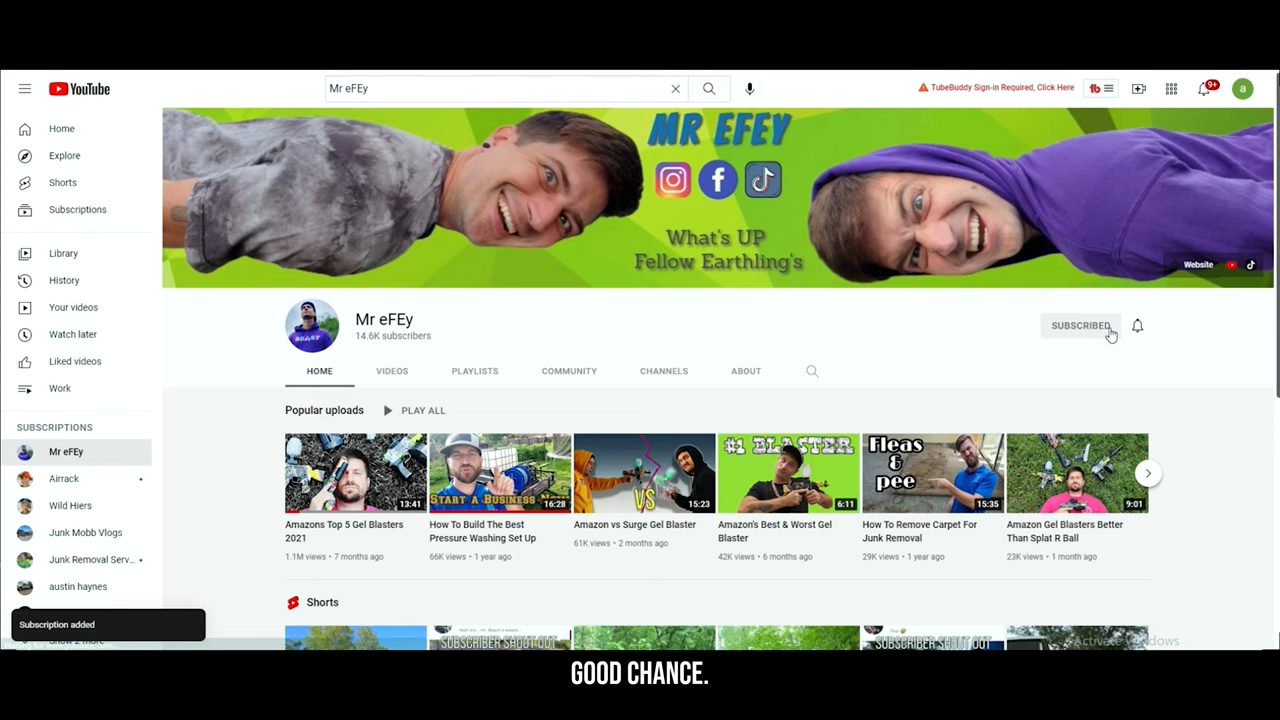 YouTube
Mr eFEy
TubeBuddy Sign-in Required, Click Here
tb
9+
a
Home
Explore
Shorts
Subscriptions
Library
History
Your videos
Watch later
Liked videos
Work
SUBSCRIPTIONS
Mr eFEy
Airrack
Wild Hiers
Junk Mobb Vlogs
Junk Removal Serv...
austin haynes
Subscription added
MR EFEY
What's UP
Fellow Earthling's
Website
Mr eFEy
14.6K subscribers
SUBSCRIBED
HOME
VIDEOS
PLAYLISTS
COMMUNITY
CHANNELS
ABOUT
Popular uploads
PLAY ALL
13:41
Amazons Top 5 Gel Blasters
2021
1.1M views • 7 months ago
START A BUSINESS NOW
16:28
How To Build The Best
Pressure Washing Set Up
66K views • 1 year ago
VS
15:23
Amazon vs Surge Gel Blaster
61K views • 2 months ago
#1 BLASTER
6:11
Amazon's Best & Worst Gel
Blaster
42K views • 6 months ago
Fleas
&
pee
15:35
How To Remove Carpet For
Junk Removal
29K views • 1 year ago
9:01
Amazon Gel Blasters Better
Than Splat R Ball
23K views • 1 month ago
Shorts
SUBSCRIBER SHOUT OUT
SUBSCRIBER SHOUT OUT
Activate Windows
GOOD CHANCE.